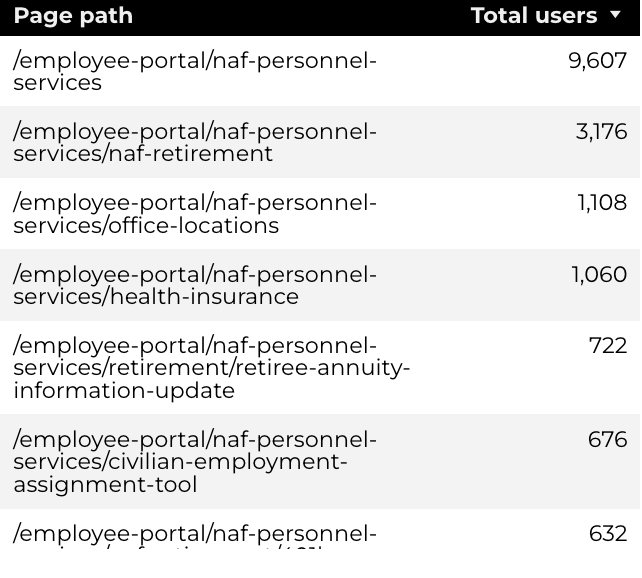 Page path Total users ▼
/employee-portal/naf-personnel- 9,607
services
/employee-portal/naf-personnel- 3,176
services/naf-retirement
/employee-portal/naf-personnel- 1,108
services/office-locations
/employee-portal/naf-personnel- 1,060
services/health-insurance
/employee-portal/naf-personnel- 722
services/retirement/retiree-annuity-
information-update
/employee-portal/naf-personnel- 676
services/civilian-employment-
assignment-tool
/employee-portal/naf-personnel- 632